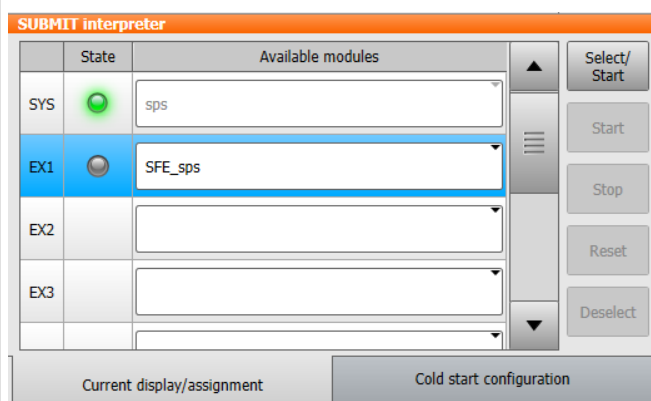 SUBMIT interpreter
State
Available modules
Select/
Start
SYS
sps
Start
EX1
SFE_sps
Stop
EX2
Reset
EX3
Deselect
Current display/assignment
Cold start configuration